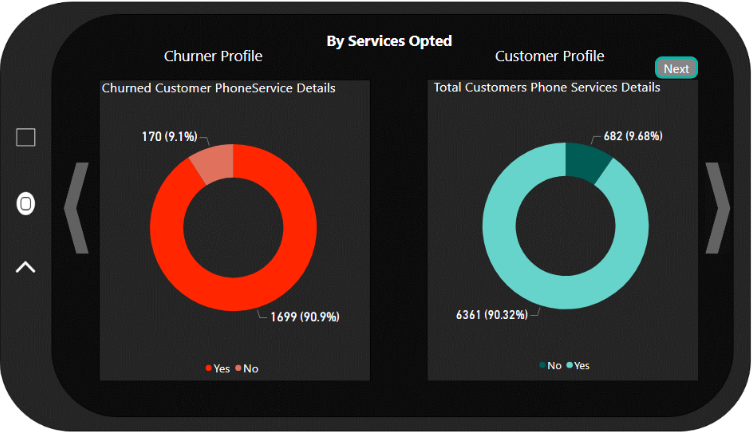 By Services Opted
Churner Profile
Customer Profile
Next
Churned Customer PhoneService Details
170 (9.1%)
1699 (90.9%)
Yes No
Total Customers Phone Services Details
682 (9.68%)
6361 (90.32%)
No Yes